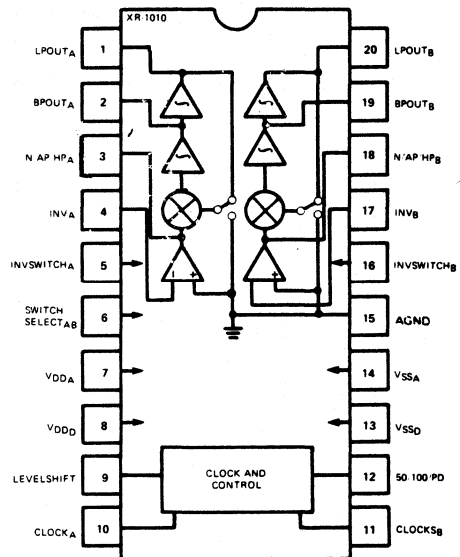 XR-1010
LPOUTA 1
BPOUTA 2
N/AP/HPA 3
INVA 4
INVSWITCHA 5
SWITCH
SELECTAB 6
VDDA 7
VDDD 8
LEVELSHIFT 9
CLOCKA 10
20 LPOUTB
19 BPOUTB
18 N/AP/HPB
17 INVB
16 INVSWITCHB
15 AGND
14 VSSA
13 VSSD
12 50/100/PD
11 CLOCKSB
∫ ∫
∫ ∫
- +
- +
CLOCK AND
CONTROL